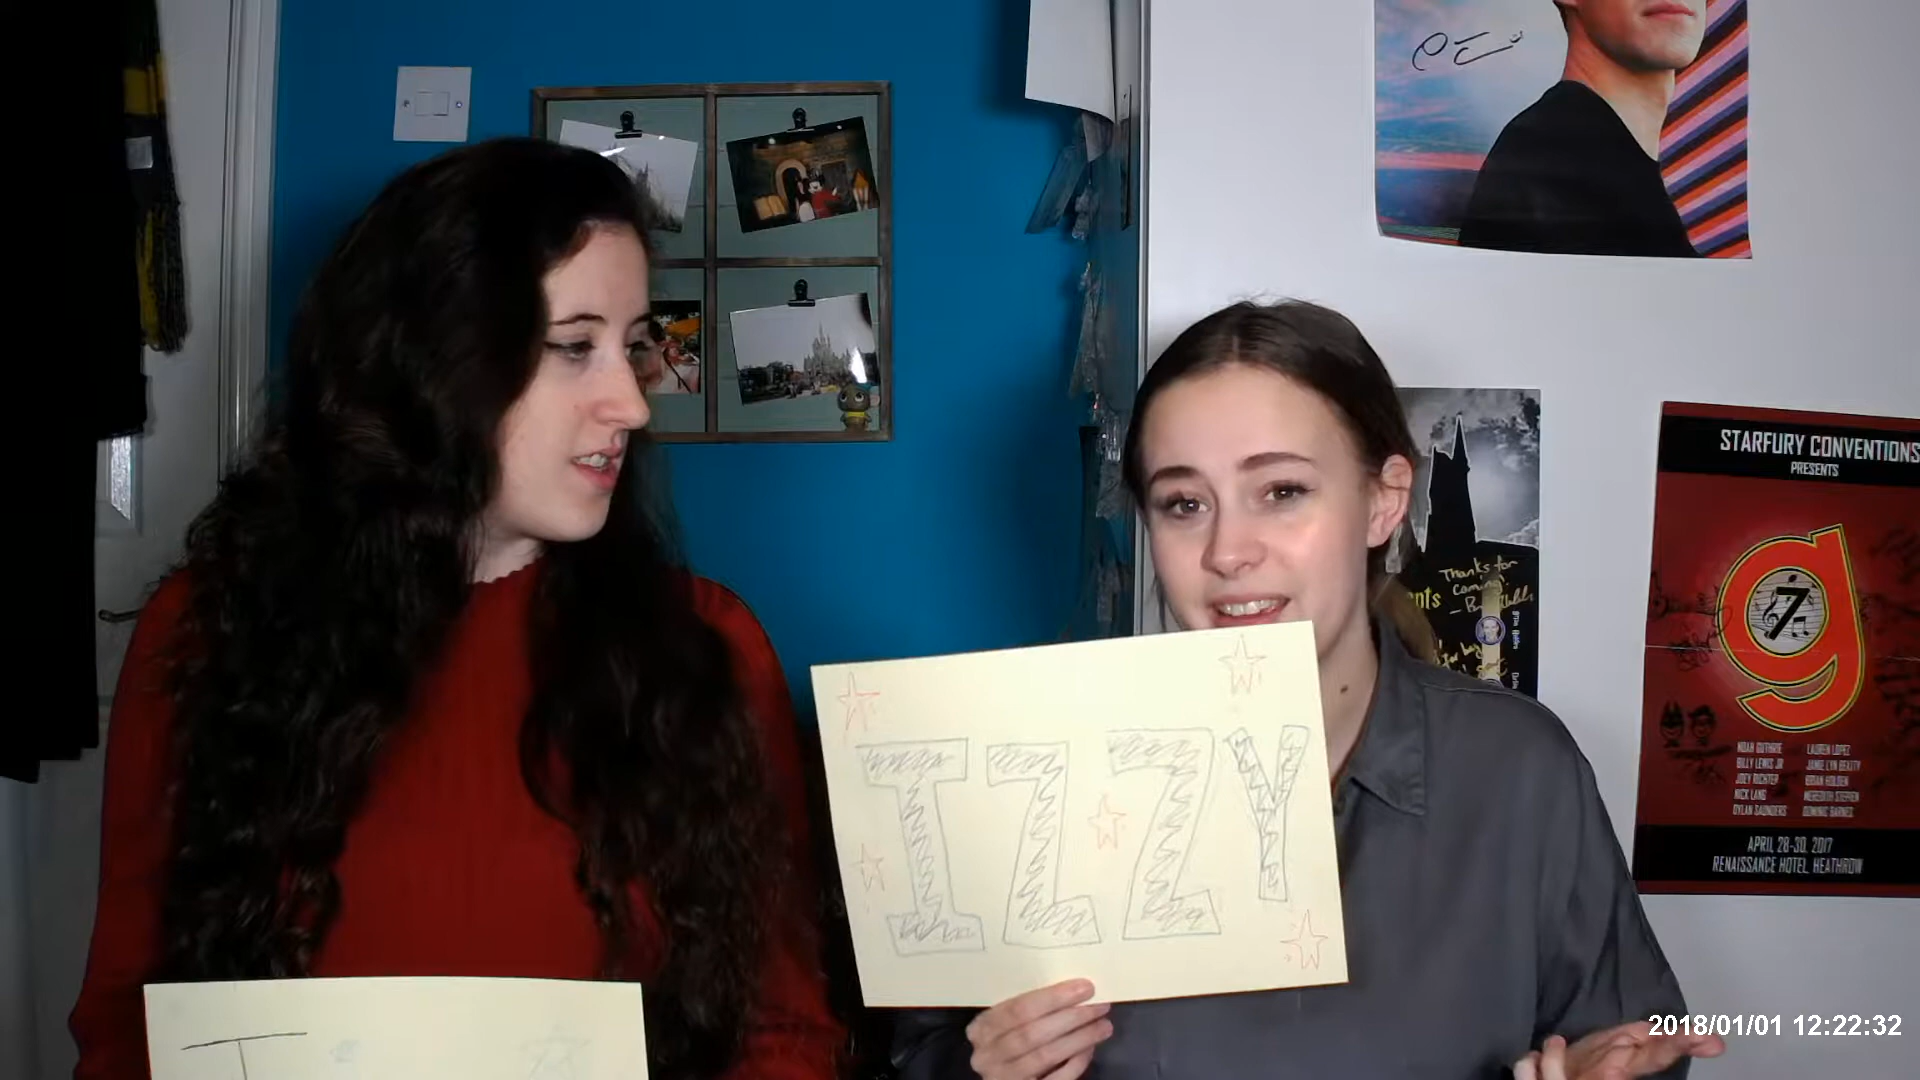 IZZY
Thanks for
coming!
STARFURY CONVENTIONS
PRESENTS
g
7
NOAH GUTHRIE
BILLY LEWIS JR
JOEY RICHTER
NICK LANG
DYLAN SAUNDERS
LAUREN LOPEZ
JAMIE LYN BEATTY
BRIAN HOLDEN
MEREDITH STEPIEN
DOMINIC BARNES
APRIL 28-30, 2017
RENAISSANCE HOTEL, HEATHROW
2018/01/01 12:22:32